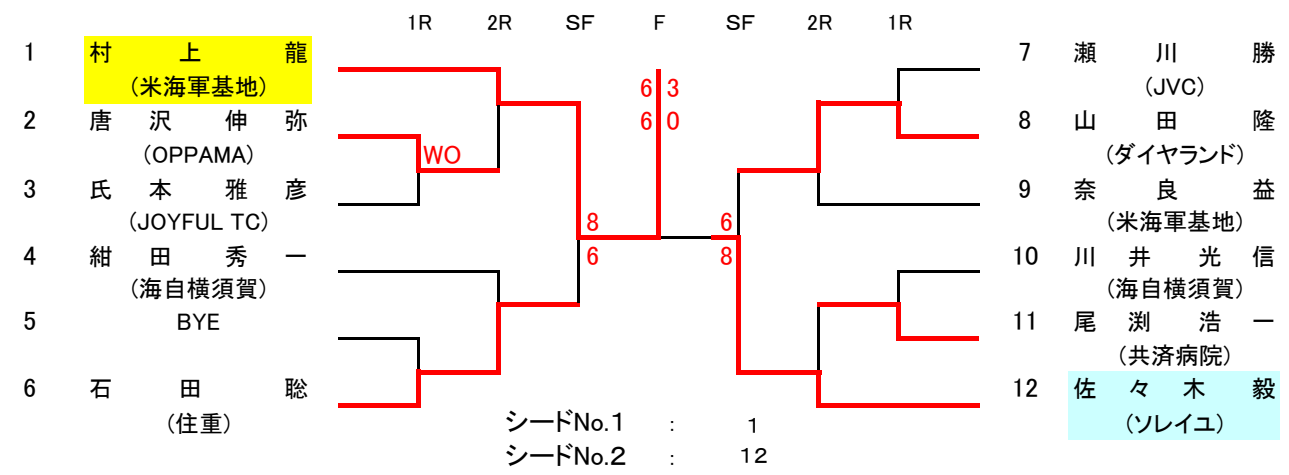 1R 2R SF F SF 2R 1R
1 村上龍
(米海軍基地)
2 唐沢伸弥
(OPPAMA)
3 氏本雅彦
(JOYFUL TC)
4 紺田秀一
(海自横須賀)
5 BYE
6 石田聡
(住重)
WO
8
6
6 3
6 0
6
8
7 瀬川勝
(JVC)
8 山田隆
(ダイヤランド)
9 奈良益
(米海軍基地)
10 川井光信
(海自横須賀)
11 尾渕浩一
(共済病院)
12 佐々木毅
(ソレイユ)
シードNo.1 : 1
シードNo.2 : 12